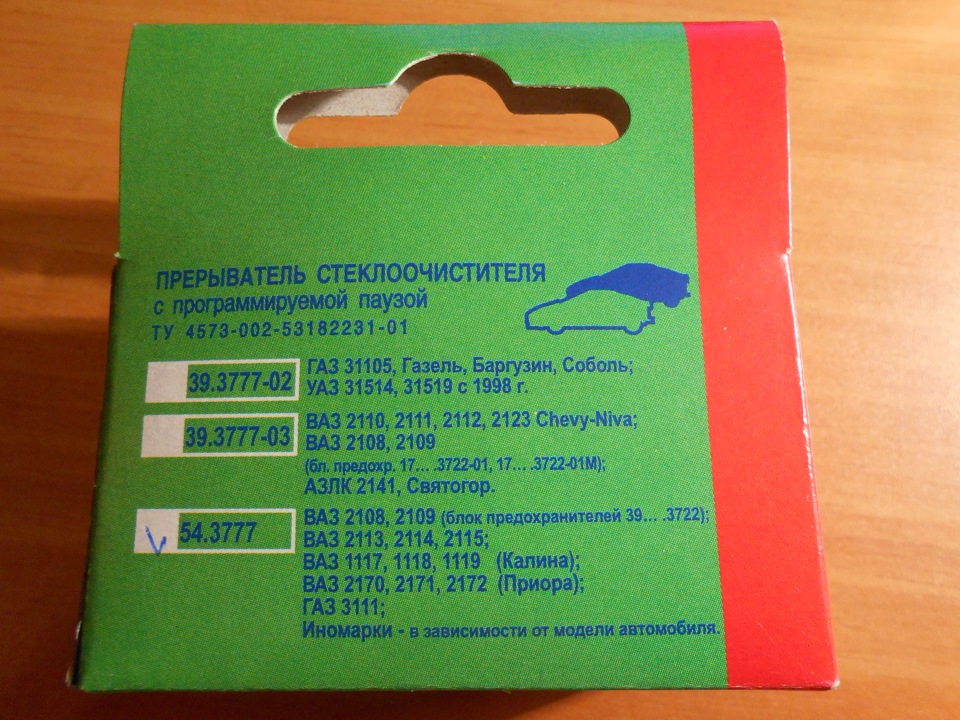 ПРЕРЫВАТЕЛЬ СТЕКЛООЧИСТИТЕЛЯ
с программируемой паузой
ТУ 4573-002-53182231-01
39.3777-02 ГАЗ 31105, Газель, Баргузин, Соболь;
УАЗ 31514, 31519 с 1998 г.
39.3777-03 ВАЗ 2110, 2111, 2112, 2123 Chevy-Niva;
ВАЗ 2108, 2109
(бл. предохр. 17... .3722-01, 17... .3722-01М);
АЗЛК 2141, Святогор.
54.3777 ВАЗ 2108, 2109 (блок предохранителей 39... .3722);
ВАЗ 2113, 2114, 2115;
ВАЗ 1117, 1118, 1119 (Калина);
ВАЗ 2170, 2171, 2172 (Приора);
ГАЗ 3111;
Иномарки - в зависимости от модели автомобиля.